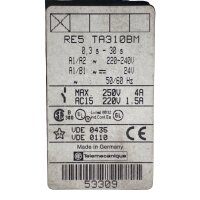 RE5 TA310BM
0,3 s - 30 s
A1/A2 ~ 220-240V
A1/B1 ≂ 24V
~ 50/60 Hz
MAX 250V 4A
AC15 220V 1.5A
VDE 0435
VDE 0110
Made in Germany
Telemecanique
53309